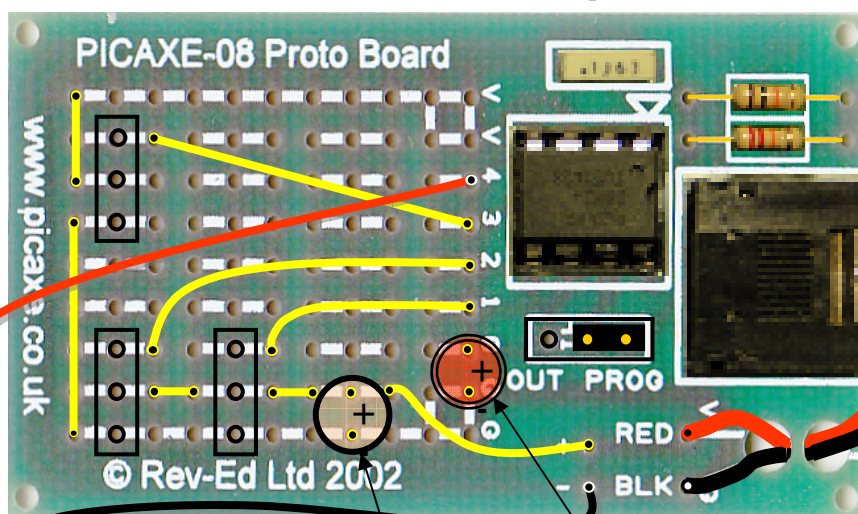 PICAXE-08 Proto Board
www.picaxe.co.uk
V
V
4
3
2
1
G
+
+
-
OUT PROG
+
RED
-
BLK
V
G
© Rev-Ed Ltd 2002